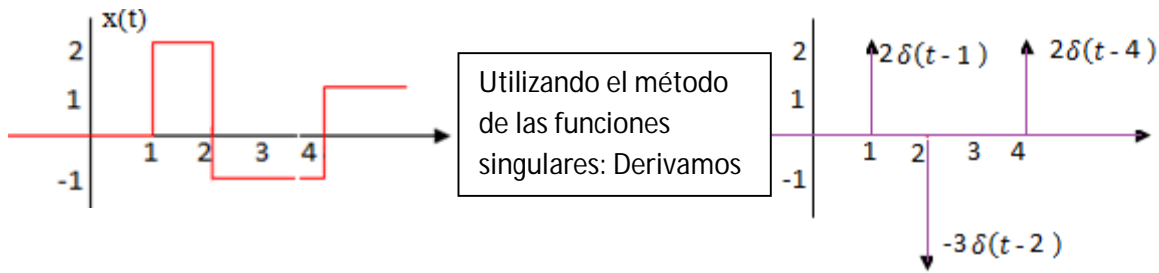 x(t)
2
1
-1
1 2 3 4
Utilizando el método
de las funciones
singulares: Derivamos
2
1
-1
2δ(t-1)
2δ(t-4)
1 2 3 4
-3δ(t-2)